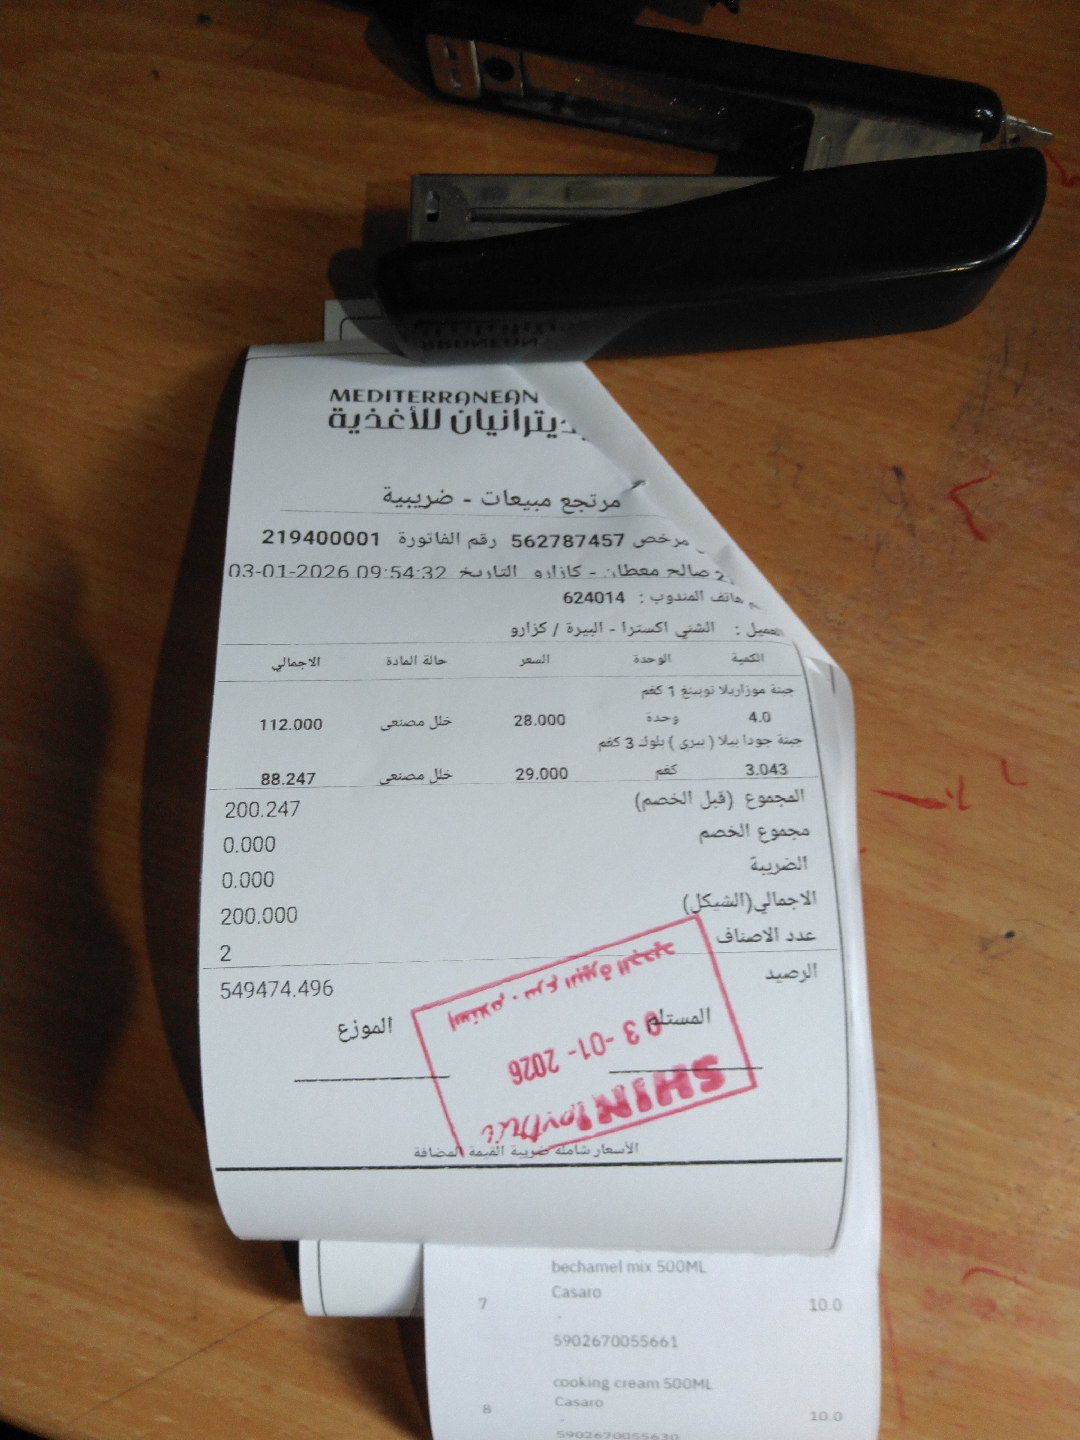 MEDITERRANEAN
ديترانيان للأغذية
مرتجع مبيعات - ضريبية
مرخص 562787457 رقم الفاتورة 219400001
صالح معطان - كازارو التاريخ 03-01-2026 09:54:32
هاتف المندوب : 624014
العميل : الشني اكسترا - البيرة / كزارو
الكمية الوحدة السعر حالة المادة الاجمالي
جبنة موزاريلا توبينغ 1 كغم
4.0 وحدة 28.000 خلل مصنعي 112.000
جبنة جودا بيلا ( بيري ) بلوك 3 كغم
3.043 كغم 29.000 خلل مصنعي 88.247
المجموع (قبل الخصم) 200.247
مجموع الخصم 0.000
الضريبة 0.000
الاجمالي(الشيكل) 200.000
عدد الاصناف 2
الرصيد 549474.496
المستلم الموزع
03 -01- 2026
الأسعار شاملة ضريبة القيمة المضافة
bechamel mix 500ML
Casaro
7 - 10.0
5902670055661
cooking cream 500ML
Casaro
8 - 10.0
5902670055630